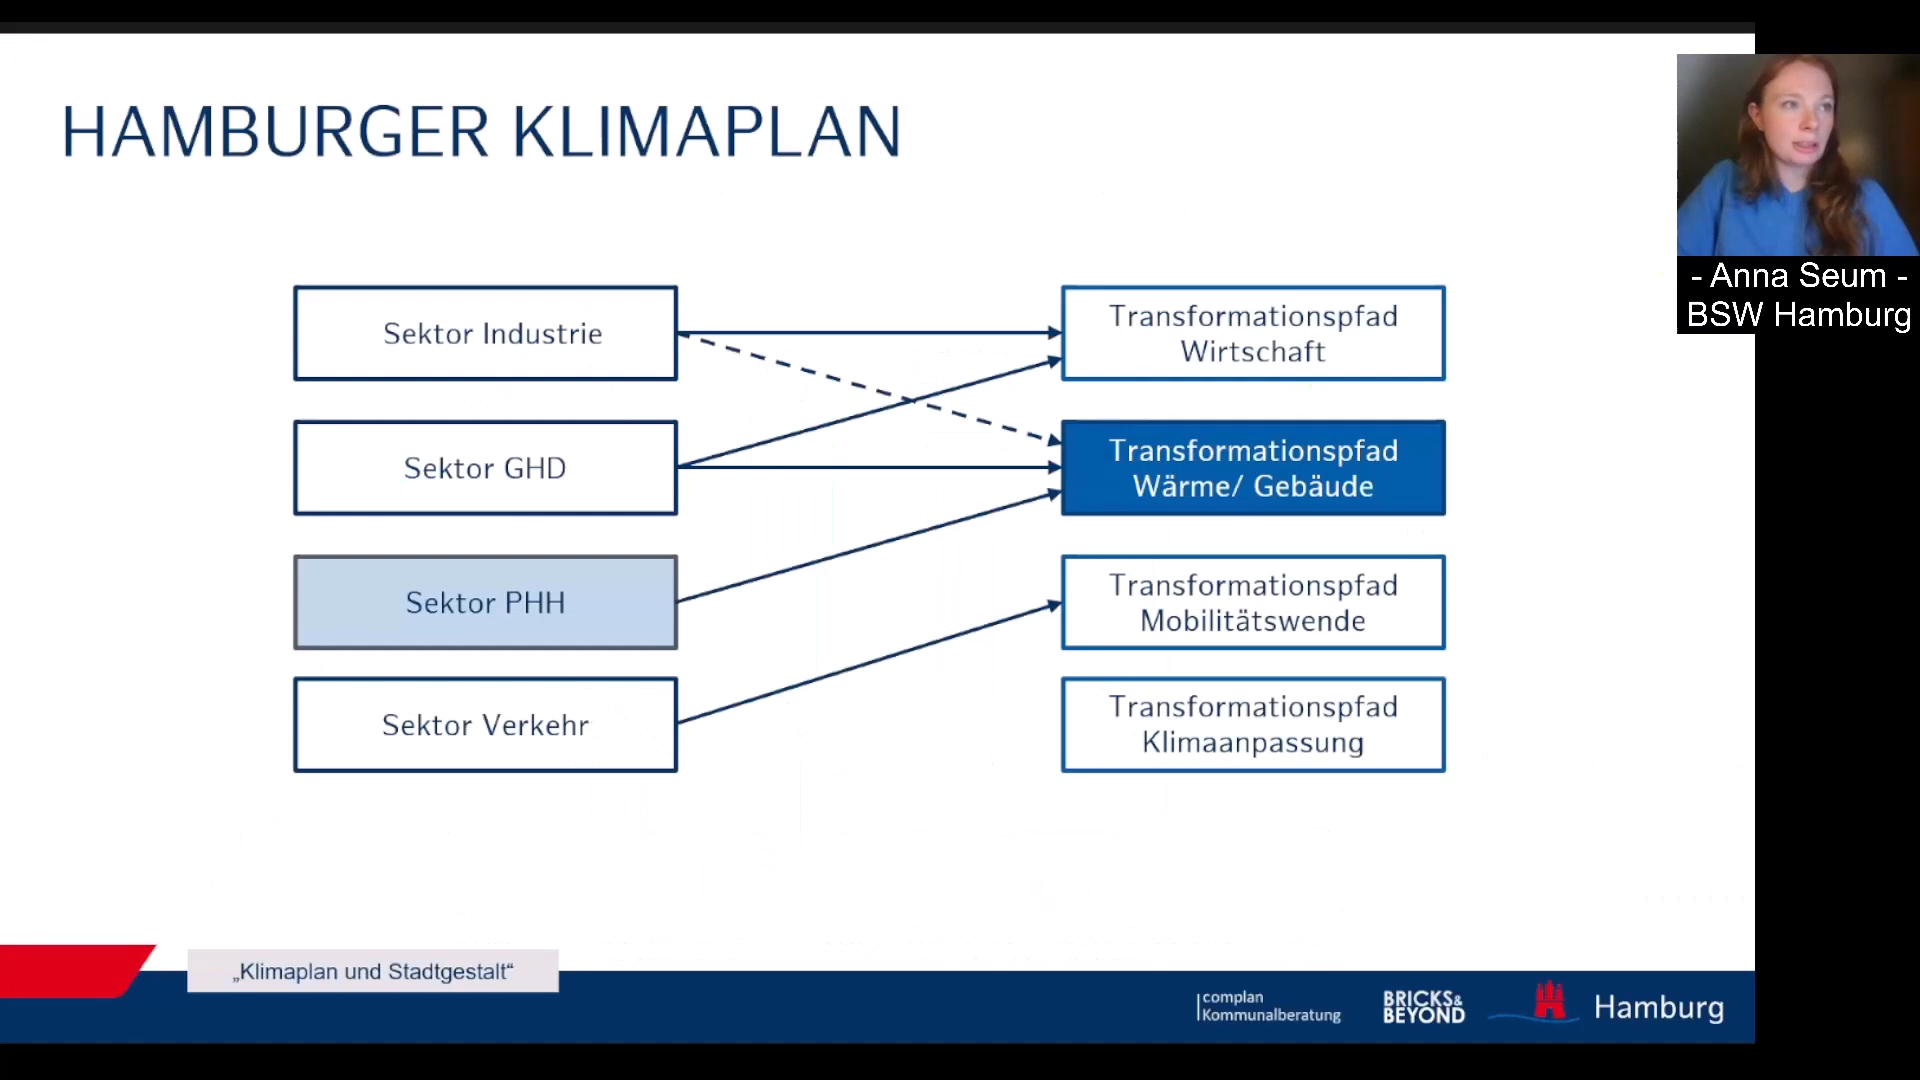 HAMBURGER KLIMAPLAN
- Anna Seum -
BSW Hamburg
Sektor Industrie
Transformationspfad
Wirtschaft
Sektor GHD
Transformationspfad
Wärme/ Gebäude
Sektor PHH
Transformationspfad
Mobilitätswende
Sektor Verkehr
Transformationspfad
Klimaanpassung
„Klimaplan und Stadtgestalt“
complan
Kommunalberatung
BRICKS&
BEYOND
Hamburg